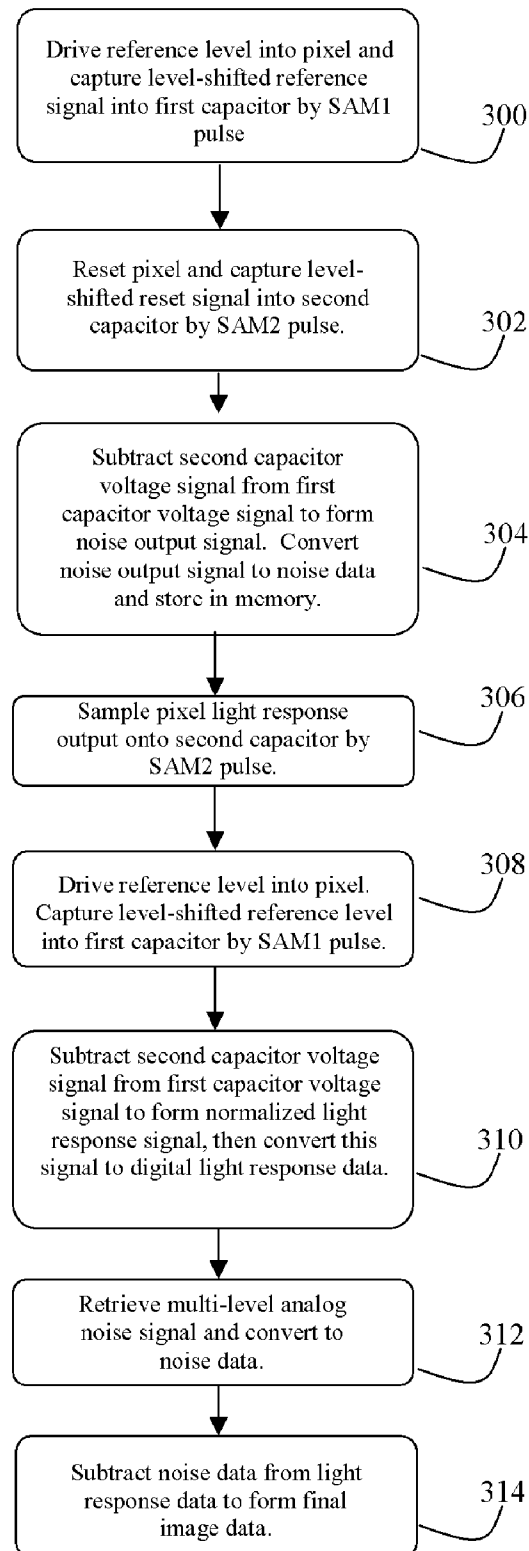 Drive reference level into pixel and
capture level-shifted reference
signal into first capacitor by SAM1
pulse
300
Reset pixel and capture level-
shifted reset signal into second
capacitor by SAM2 pulse.
302
Subtract second capacitor
voltage signal from first
capacitor voltage signal to form
noise output signal. Convert
noise output signal to noise data
and store in memory.
304
Sample pixel light response
output onto second capacitor by
SAM2 pulse.
306
Drive reference level into pixel.
Capture level-shifted reference level
into first capacitor by SAM1 pulse.
308
Subtract second capacitor voltage
signal from first capacitor voltage
signal to form normalized light
response signal, then convert this
signal to digital light response data.
310
Retrieve multi-level analog
noise signal and convert to
noise data.
312
Subtract noise data from light
response data to form final
image data.
314